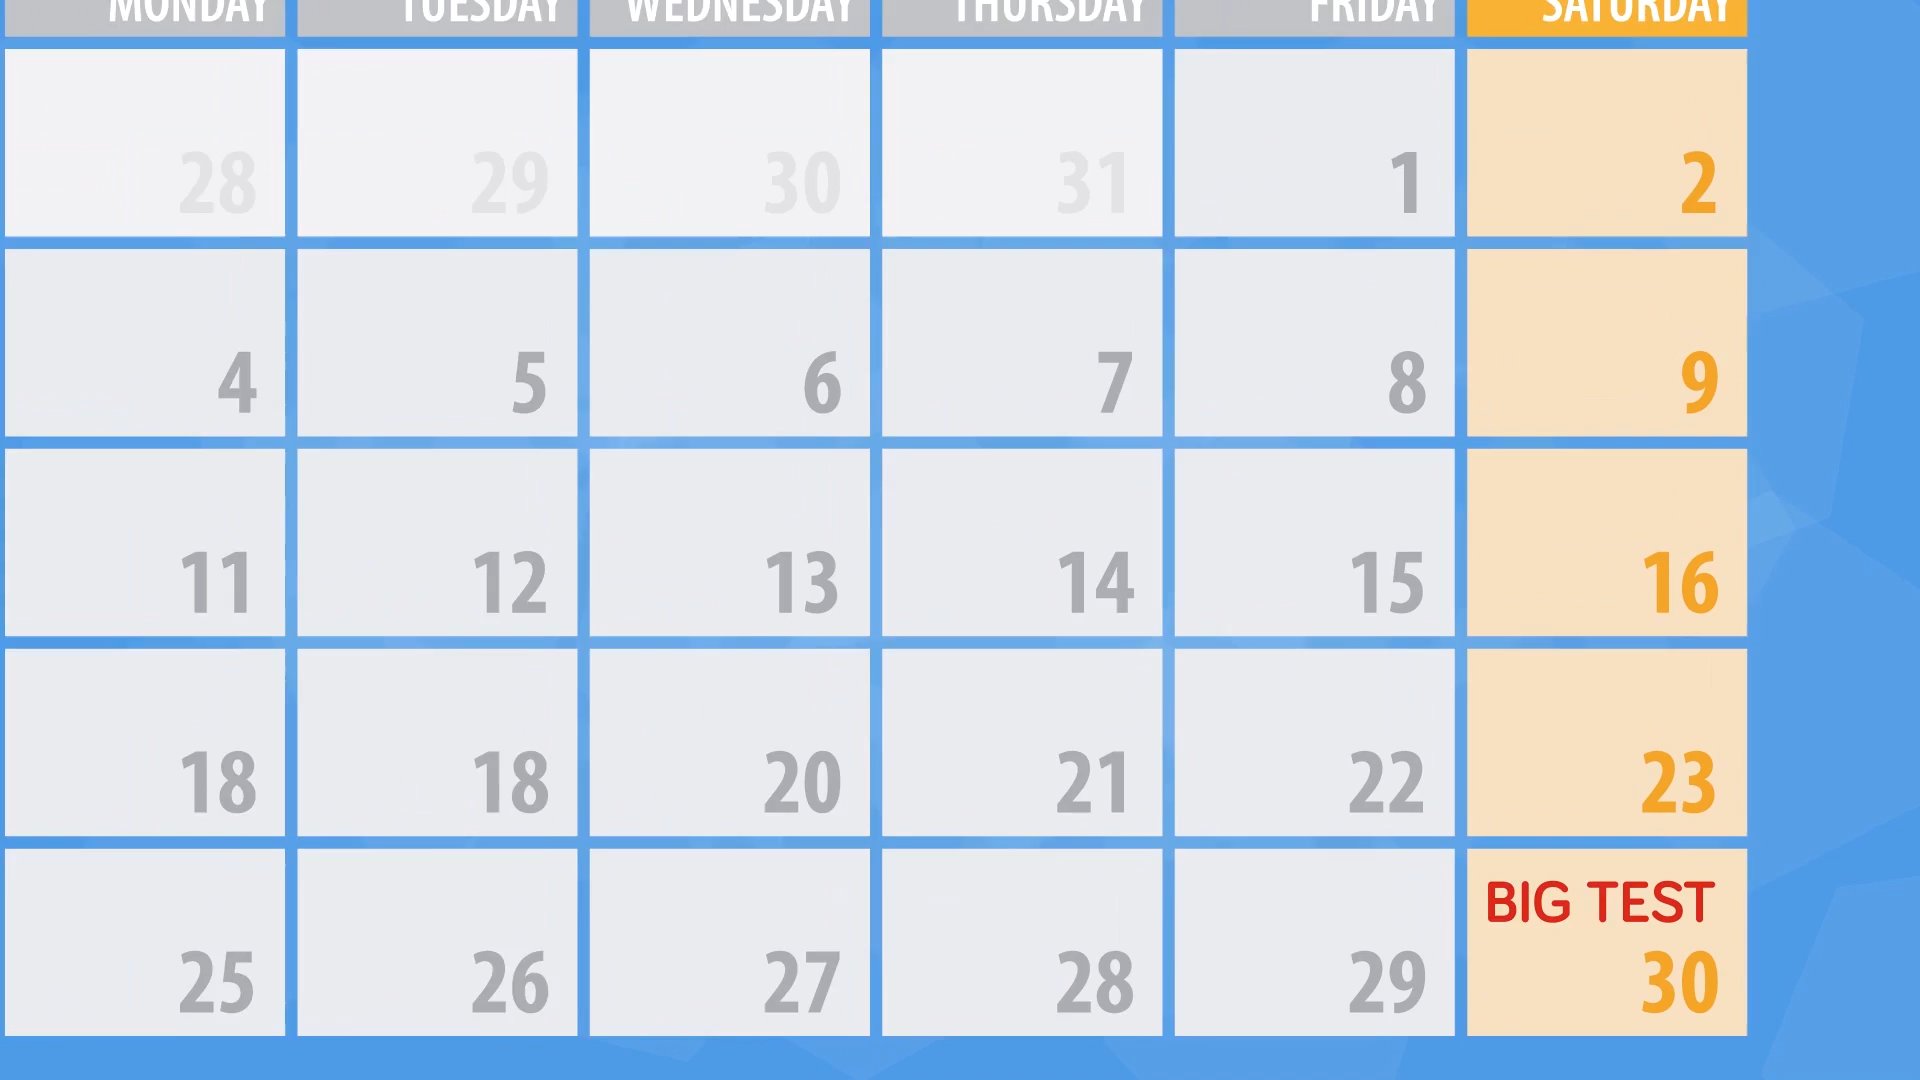 MONDAY TUESDAY WEDNESDAY THURSDAY FRIDAY SATURDAY
28 29 30 31 1 2
4 5 6 7 8 9
11 12 13 14 15 16
18 18 20 21 22 23
BIG TEST
25 26 27 28 29 30